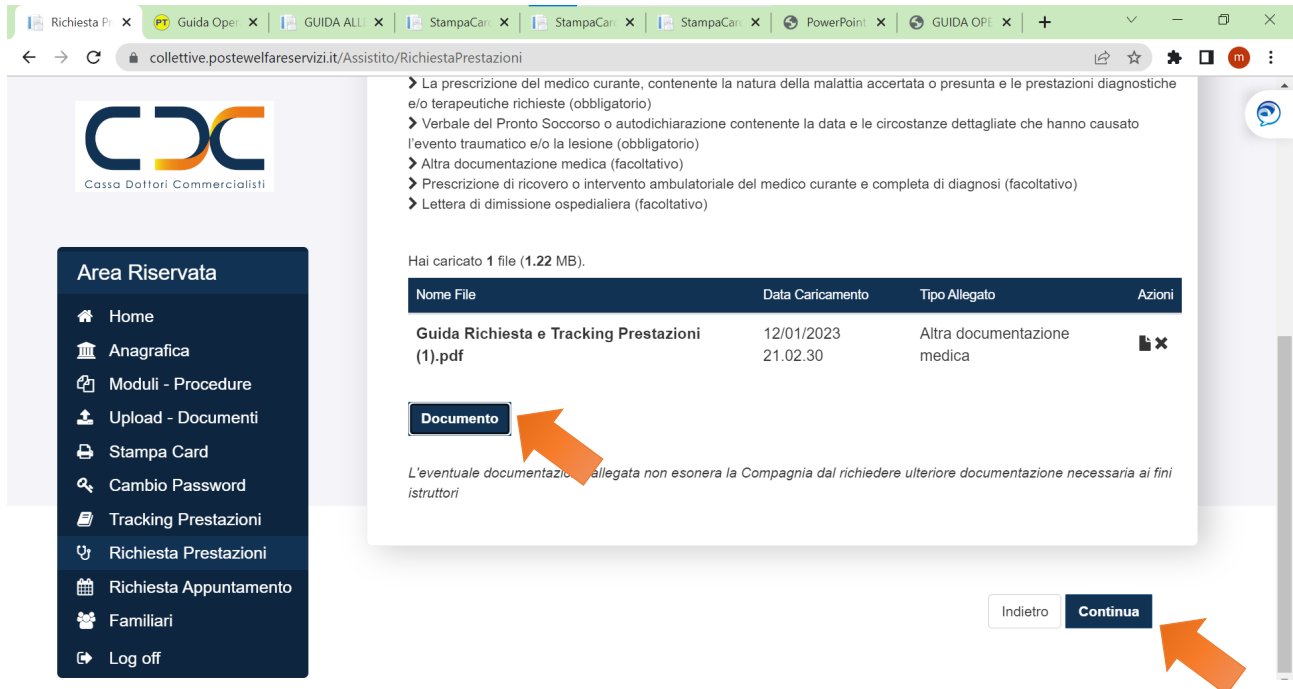 Richiesta Pr
Guida Oper
GUIDA ALL
StampaCar
StampaCar
StampaCar
PowerPoint
GUIDA OPE
collettive.postewelfareservizi.it/Assistito/RichiestaPrestazioni
m
La prescrizione del medico curante, contenente la natura della malattia accertata o presunta e le prestazioni diagnostiche
e/o terapeutiche richieste (obbligatorio)
Verbale del Pronto Soccorso o autodichiarazione contenente la data e le circostanze dettagliate che hanno causato
l'evento traumatico e/o la lesione (obbligatorio)
Altra documentazione medica (facoltativo)
Prescrizione di ricovero o intervento ambulatoriale del medico curante e completa di diagnosi (facoltativo)
Lettera di dimissione ospedialiera (facoltativo)
CDC
Cassa Dottori Commercialisti
Area Riservata
Home
Anagrafica
Moduli - Procedure
Upload - Documenti
Stampa Card
Cambio Password
Tracking Prestazioni
Richiesta Prestazioni
Richiesta Appuntamento
Familiari
Log off
Hai caricato 1 file (1.22 MB).
Nome File Data Caricamento Tipo Allegato Azioni
Guida Richiesta e Tracking Prestazioni 12/01/2023 Altra documentazione
(1).pdf 21.02.30 medica
Documento
L'eventuale allegata non esonera la Compagnia dal richiedere ulteriore documentazione necessaria ai fini
istruttori
Indietro Continua